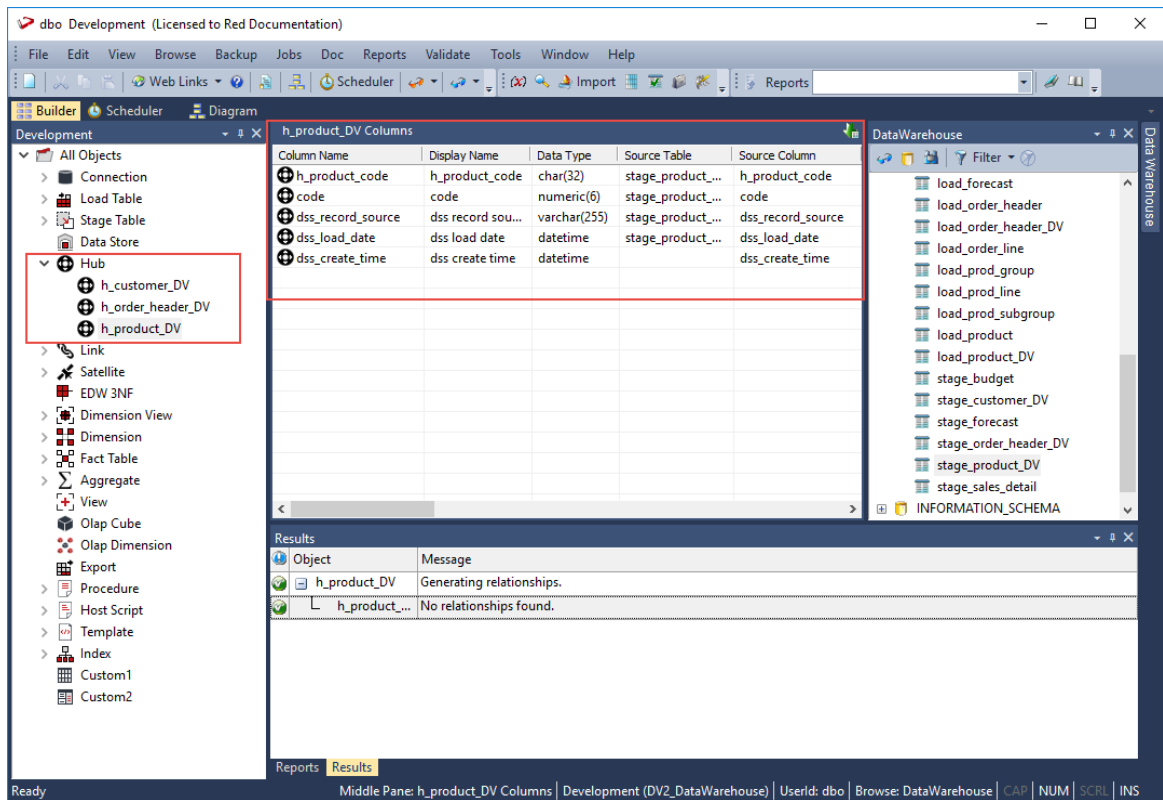 dbo Development (Licensed to Red Documentation)
File Edit View Browse Backup Jobs Doc Reports Validate Tools Window Help
Web Links Scheduler (x) Import Reports
Builder Scheduler Diagram
Development
All Objects
Connection
Load Table
Stage Table
Data Store
Hub
h_customer_DV
h_order_header_DV
h_product_DV
Link
Satellite
EDW 3NF
Dimension View
Dimension
Fact Table
Aggregate
View
Olap Cube
Olap Dimension
Export
Procedure
Host Script
Template
Index
Custom1
Custom2
h_product_DV Columns
Column Name Display Name Data Type Source Table Source Column
h_product_code h_product_code char(32) stage_product_... h_product_code
code code numeric(6) stage_product_... code
dss_record_source dss record sou... varchar(255) stage_product_... dss_record_source
dss_load_date dss load date datetime stage_product_... dss_load_date
dss_create_time dss create time datetime dss_create_time
DataWarehouse
Filter
load_forecast
load_order_header
load_order_header_DV
load_order_line
load_prod_group
load_prod_line
load_prod_subgroup
load_product
load_product_DV
stage_budget
stage_customer_DV
stage_forecast
stage_order_header_DV
stage_product_DV
stage_sales_detail
INFORMATION_SCHEMA
Data Warehouse
Results
Object Message
h_product_DV Generating relationships.
h_product_... No relationships found.
Reports Results
Ready Middle Pane: h_product_DV Columns Development (DV2_DataWarehouse) UserId: dbo Browse: DataWarehouse CAP NUM SCRL INS